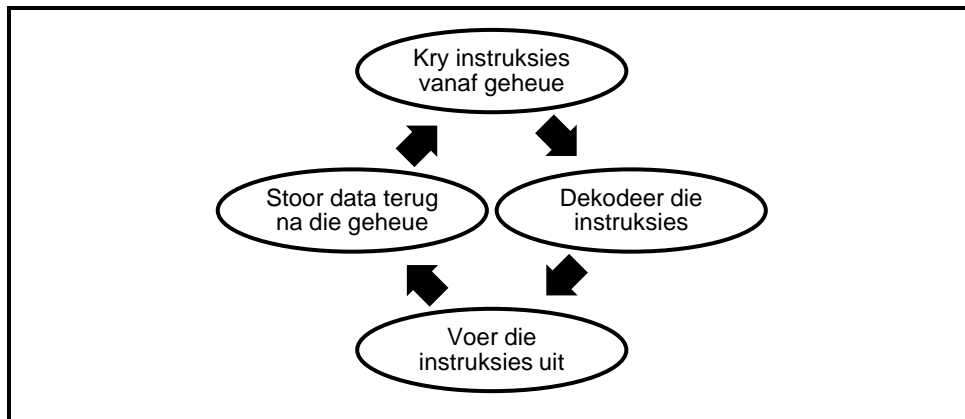 Kry instruksies
vanaf geheue
Dekodeer die
instruksies
Voer die
instruksies uit
Stoor data terug
na die geheue